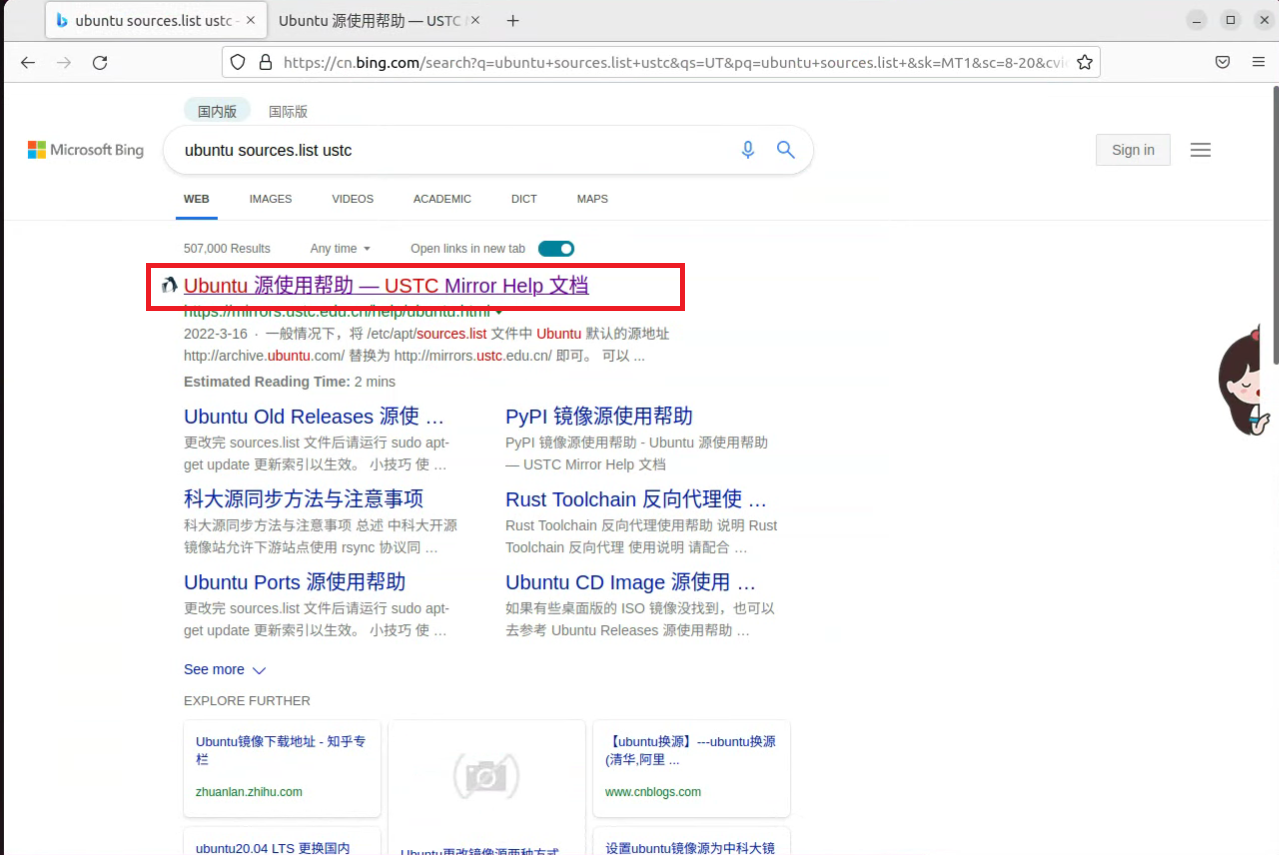 ubuntu sources.list ustc -
Ubuntu 源使用帮助 — USTC
https://cn.bing.com/search?q=ubuntu+sources.list+ustc&qs=UT&pq=ubuntu+sources.list+&sk=MT1&sc=8-20&cvi
国内版 国际版
Microsoft Bing
ubuntu sources.list ustc
Sign in
WEB IMAGES VIDEOS ACADEMIC DICT MAPS
507,000 Results Any time Open links in new tab
Ubuntu 源使用帮助 — USTC Mirror Help 文档
https://mirrors.ustc.edu.cn/help/ubuntu.html
2022-3-16 · 一般情况下，将 /etc/apt/sources.list 文件中 Ubuntu 默认的源地址
http://archive.ubuntu.com/ 替换为 http://mirrors.ustc.edu.cn/ 即可。 可以 ...
Estimated Reading Time: 2 mins
Ubuntu Old Releases 源使 …
更改完 sources.list 文件后请运行 sudo apt-
get update 更新索引以生效。 小技巧 使 …
PyPI 镜像源使用帮助
PyPI 镜像源使用帮助 - Ubuntu 源使用帮助
— USTC Mirror Help 文档
科大源同步方法与注意事项
科大源同步方法与注意事项 总述 中科大开源
镜像站允许下游站点使用 rsync 协议同 …
Rust Toolchain 反向代理使 …
Rust Toolchain 反向代理使用帮助 说明 Rust
Toolchain 反向代理 使用说明 请配合 …
Ubuntu Ports 源使用帮助
更改完 sources.list 文件后请运行 sudo apt-
get update 更新索引以生效。 小技巧 使 …
Ubuntu CD Image 源使用 …
如果有些桌面版的 ISO 镜像没找到，也可以
去参考 Ubuntu Releases 源使用帮助 …
See more
EXPLORE FURTHER
Ubuntu镜像下载地址 - 知乎专
栏
zhuanlan.zhihu.com
【ubuntu换源】---ubuntu换源
(清华,阿里 ...
www.cnblogs.com
ubuntu20.04 LTS 更换国内
Ubuntu更改镜像源两种方式
设置ubuntu镜像源为中科大镜